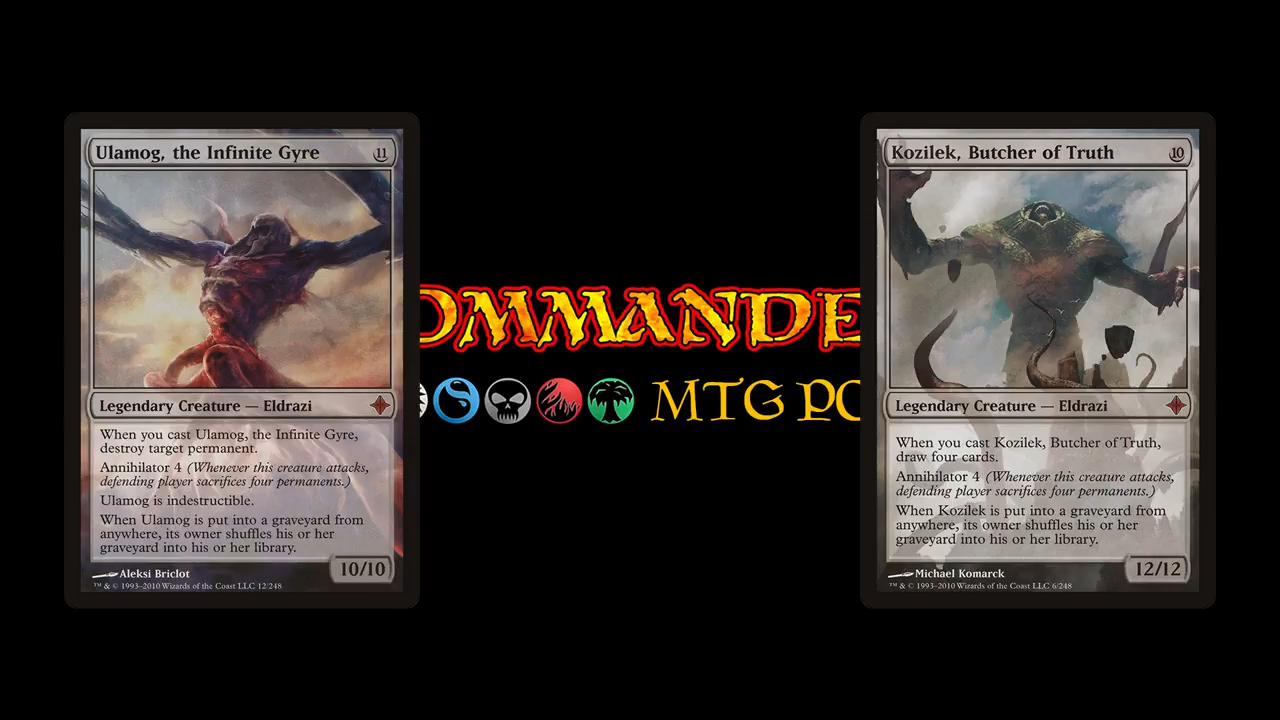 Ulamog, the Infinite Gyre 11
Legendary Creature — Eldrazi
When you cast Ulamog, the Infinite Gyre,
destroy target permanent.
Annihilator 4 (Whenever this creature attacks,
defending player sacrifices four permanents.)
Ulamog is indestructible.
When Ulamog is put into a graveyard from
anywhere, its owner shuffles his or her
graveyard into his or her library.
10/10
Aleksi Briclot
™ & © 1993–2010 Wizards of the Coast LLC 12/248
OMMANDE
MTG PO
Kozilek, Butcher of Truth 10
Legendary Creature — Eldrazi
When you cast Kozilek, Butcher of Truth,
draw four cards.
Annihilator 4 (Whenever this creature attacks,
defending player sacrifices four permanents.)
When Kozilek is put into a graveyard from
anywhere, its owner shuffles his or her
graveyard into his or her library.
12/12
Michael Komarck
™ & © 1993–2010 Wizards of the Coast LLC 6/248